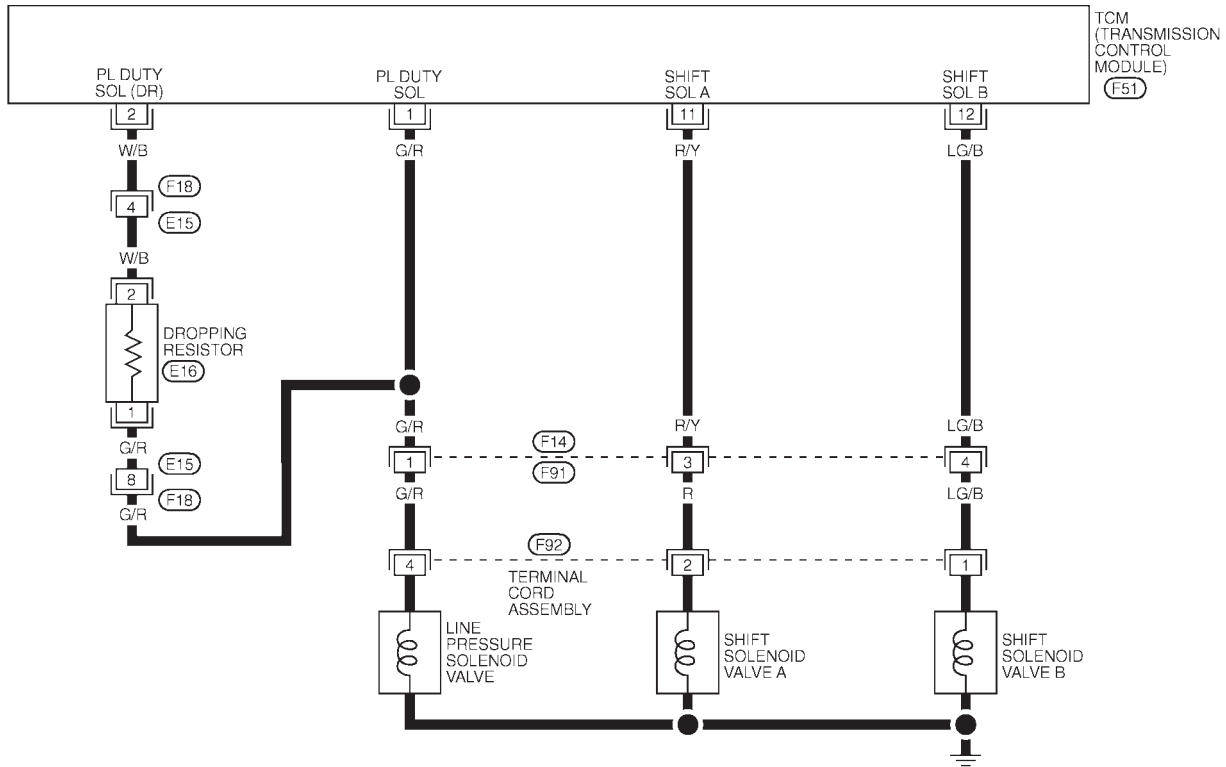 TCM
(TRANSMISSION
CONTROL
MODULE)
F51
PL DUTY
SOL (DR)
PL DUTY
SOL
SHIFT
SOL A
SHIFT
SOL B
2
1
11
12
W/B
G/R
R/Y
LG/B
F18
4
E15
W/B
2
DROPPING
RESISTOR
E16
1
G/R
E15
8
F18
G/R
G/R
R/Y
LG/B
F14
1
3
4
F91
G/R
R
LG/B
F92
4
2
1
TERMINAL
CORD
ASSEMBLY
LINE
PRESSURE
SOLENOID
VALVE
SHIFT
SOLENOID
VALVE A
SHIFT
SOLENOID
VALVE B